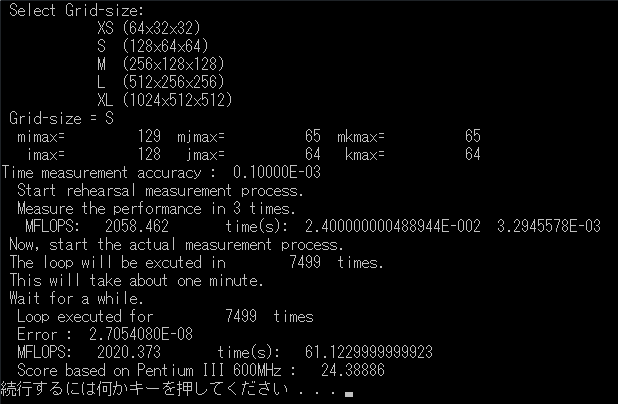 Select Grid-size:
XS (64x32x32)
S (128x64x64)
M (256x128x128)
L (512x256x256)
XL (1024x512x512)
Grid-size = S
mimax= 129 mjmax= 65 mkmax= 65
imax= 128 jmax= 64 kmax= 64
Time measurement accuracy : 0.10000E-03
Start rehearsal measurement process.
Measure the performance in 3 times.
MFLOPS: 2058.462 time(s): 2.400000000488944E-002 3.2945578E-03
Now, start the actual measurement process.
The loop will be excuted in 7499 times.
This will take about one minute.
Wait for a while.
Loop executed for 7499 times
Error : 2.7054080E-08
MFLOPS: 2020.373 time(s): 61.1229999999923
Score based on Pentium III 600MHz : 24.38886
続行するには何かキーを押してください . . .